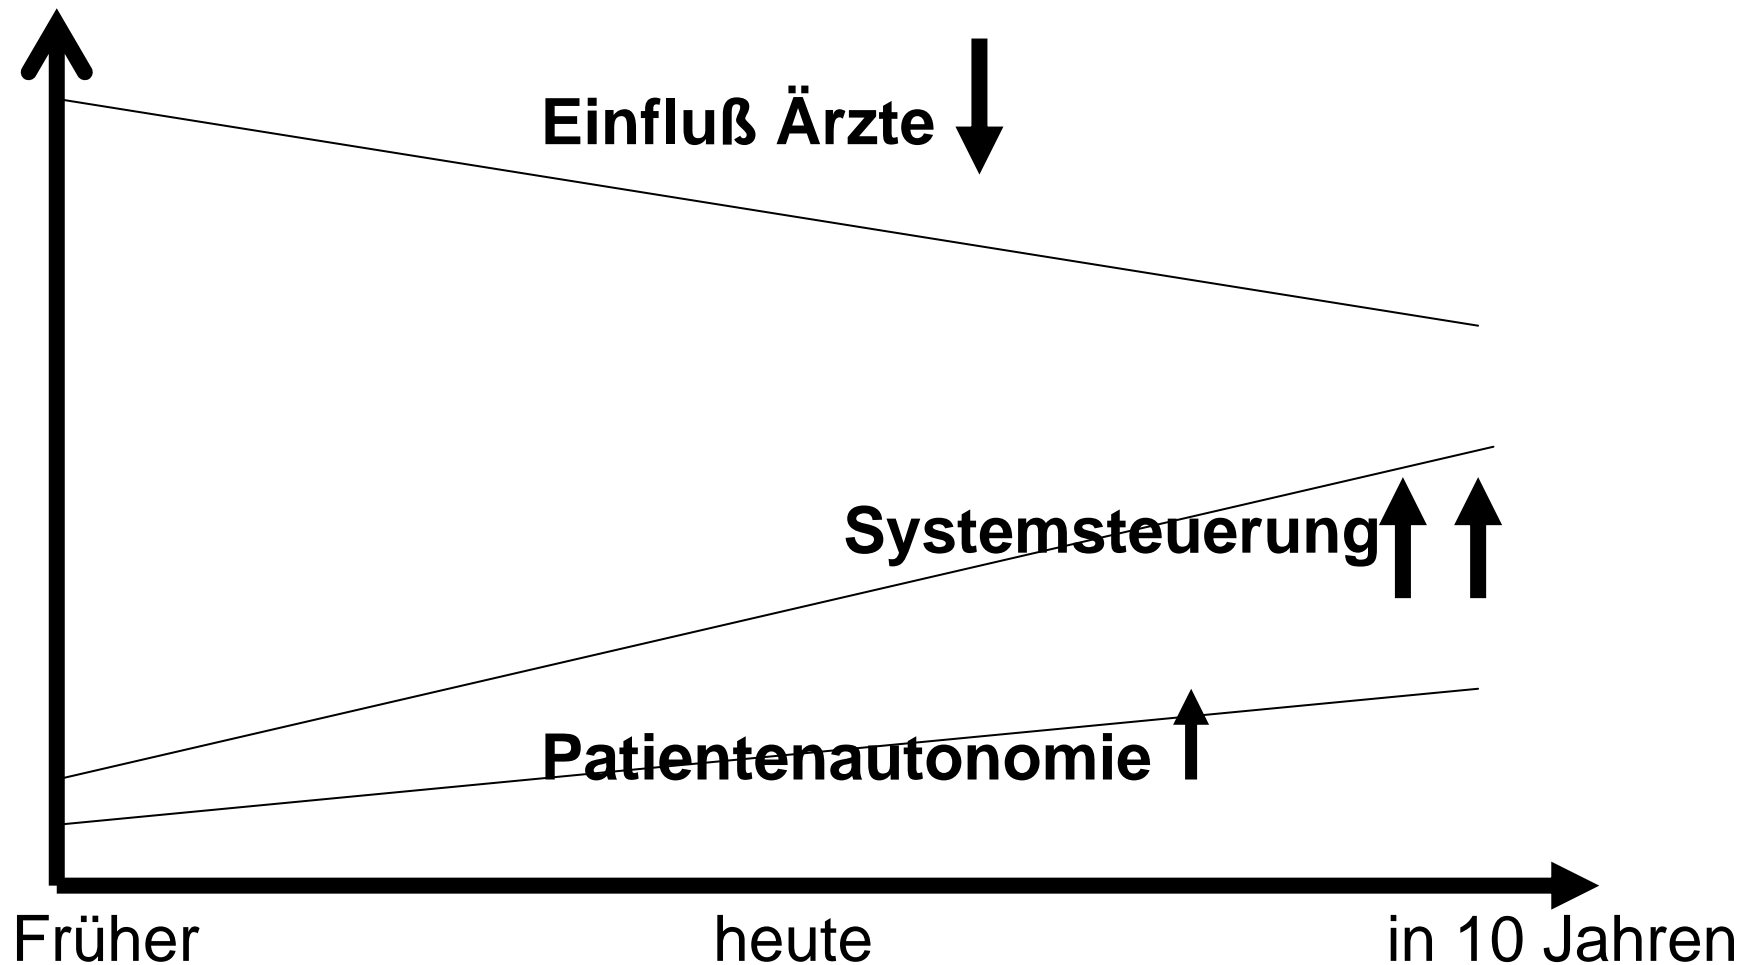 Einfluß Ärzte
Systemsteuerung
Patientenautonomie
Früher heute in 10 Jahren